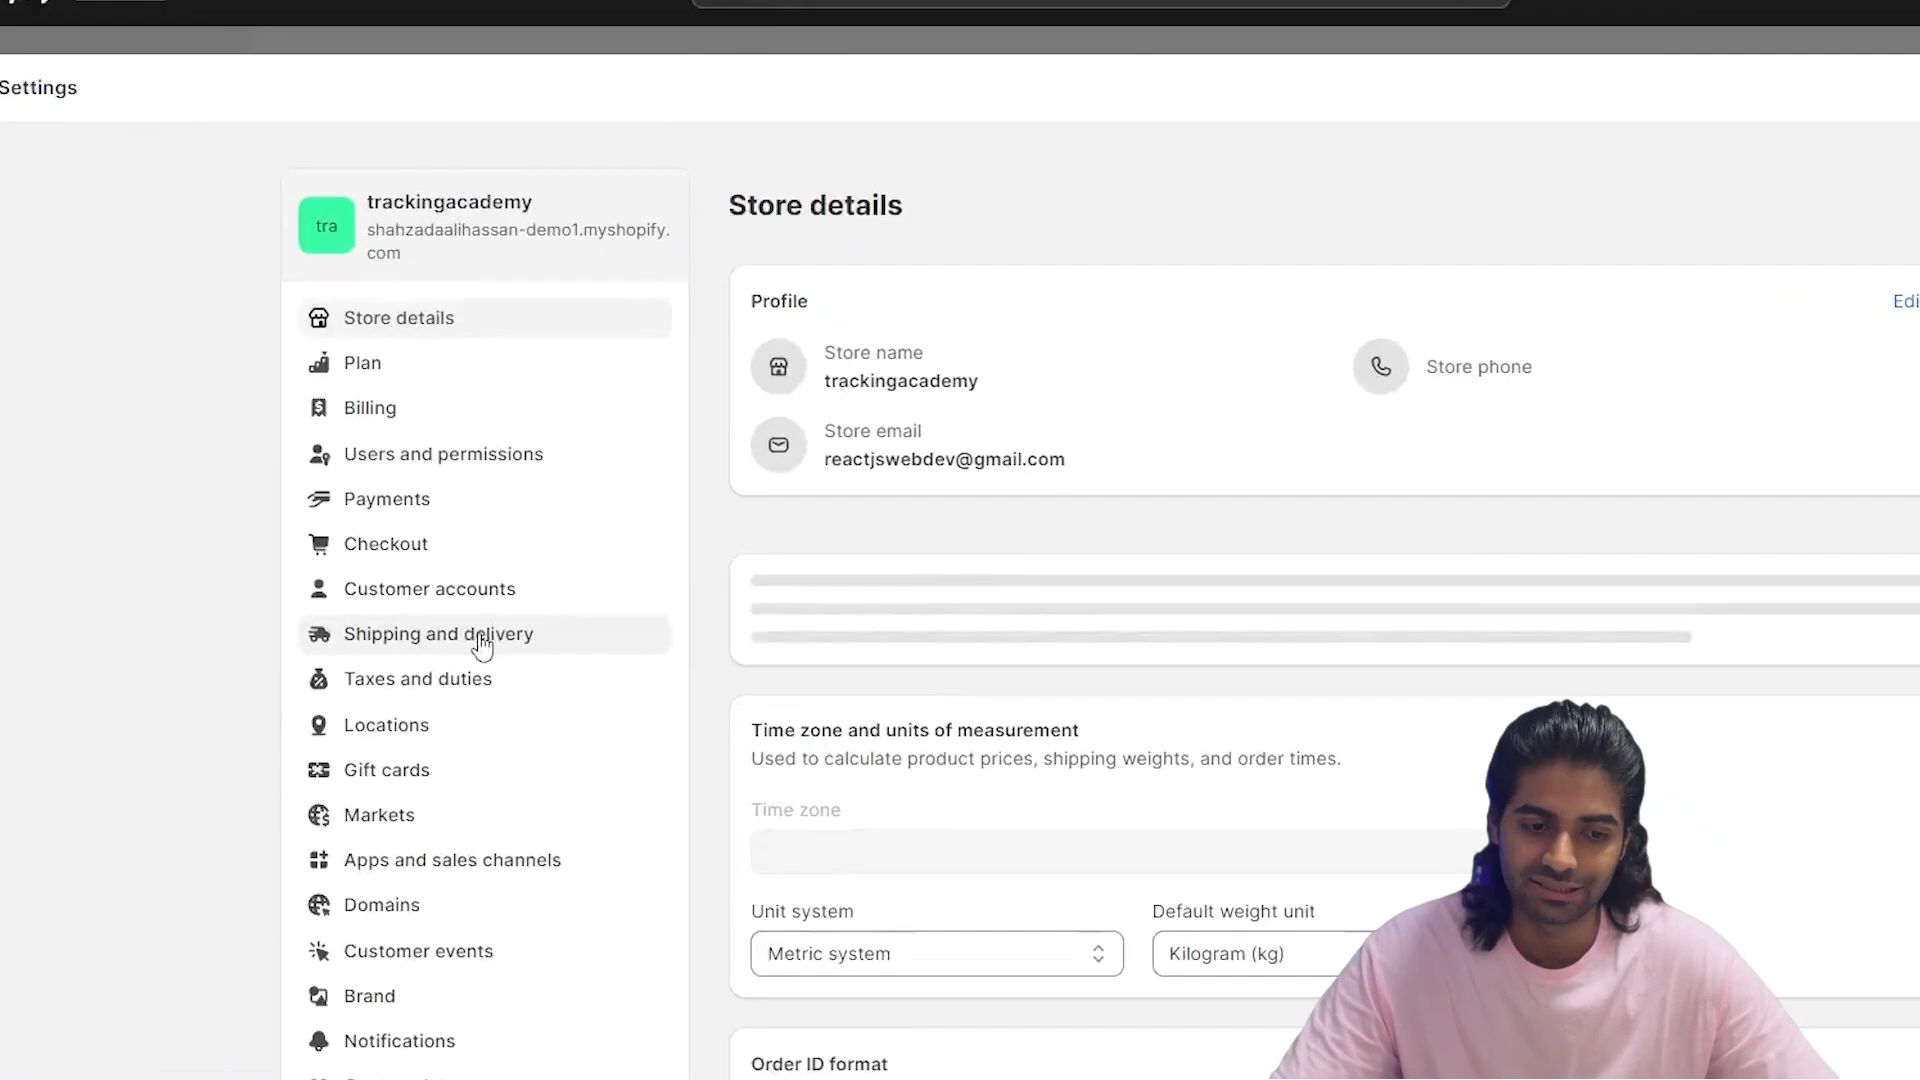 Settings
tra
trackingacademy
shahzadaalihassan-demo1.myshopify.
com
Store details
Plan
Billing
Users and permissions
Payments
Checkout
Customer accounts
Shipping and delivery
Taxes and duties
Locations
Gift cards
Markets
Apps and sales channels
Domains
Customer events
Brand
Notifications
Store details
Profile
Edi
Store name
trackingacademy
Store phone
Store email
reactjswebdev@gmail.com
Time zone and units of measurement
Used to calculate product prices, shipping weights, and order times.
Time zone
Unit system
Default weight unit
Metric system
Kilogram (kg)
Order ID format